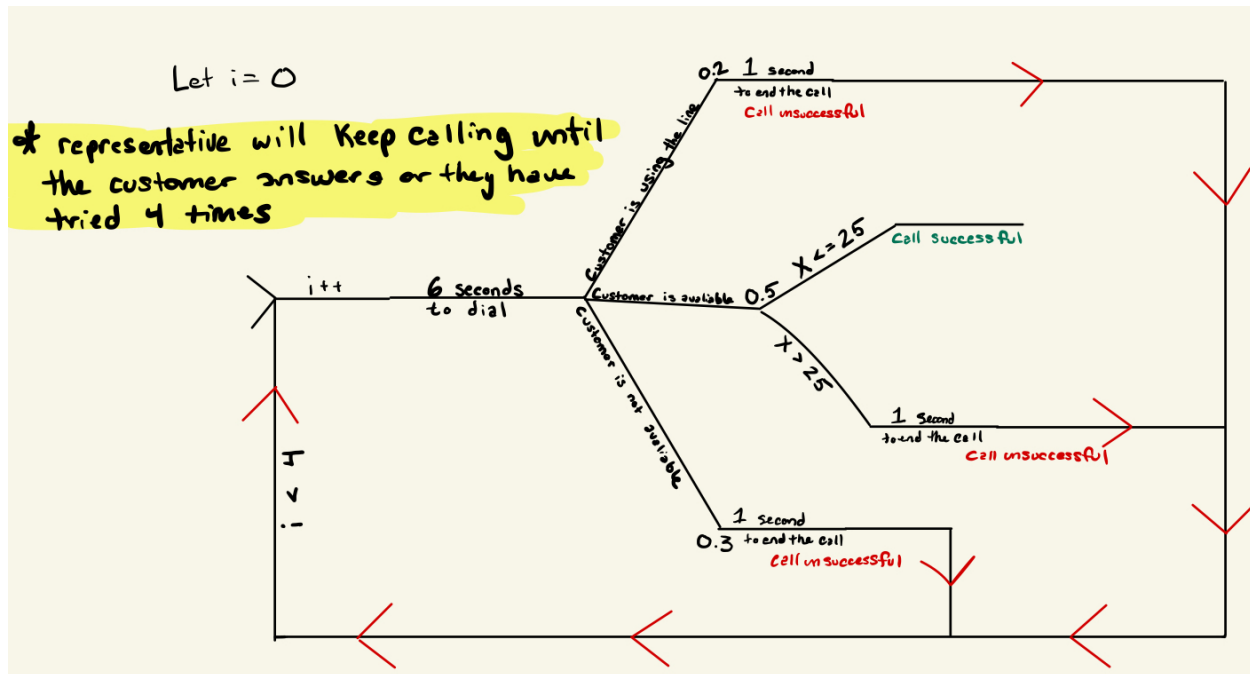 Let i = 0
* representative will keep calling until
the customer answers or they have
tried 4 times
i++
6 seconds
to dial
Customer is using the line
0.2
1 second
to end the call
Call unsuccessful
Customer is avaliable
0.5
X <= 25
Call successful
X > 25
1 second
to end the call
Call unsuccessful
Customer is not avaliable
0.3
1 second
to end the call
Call unsuccessful
i < 4